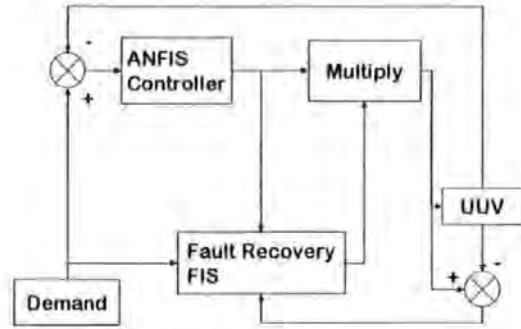 -
ANFIS
Controller
Multiply
+
UUV
Fault Recovery
FIS
-
+
Demand